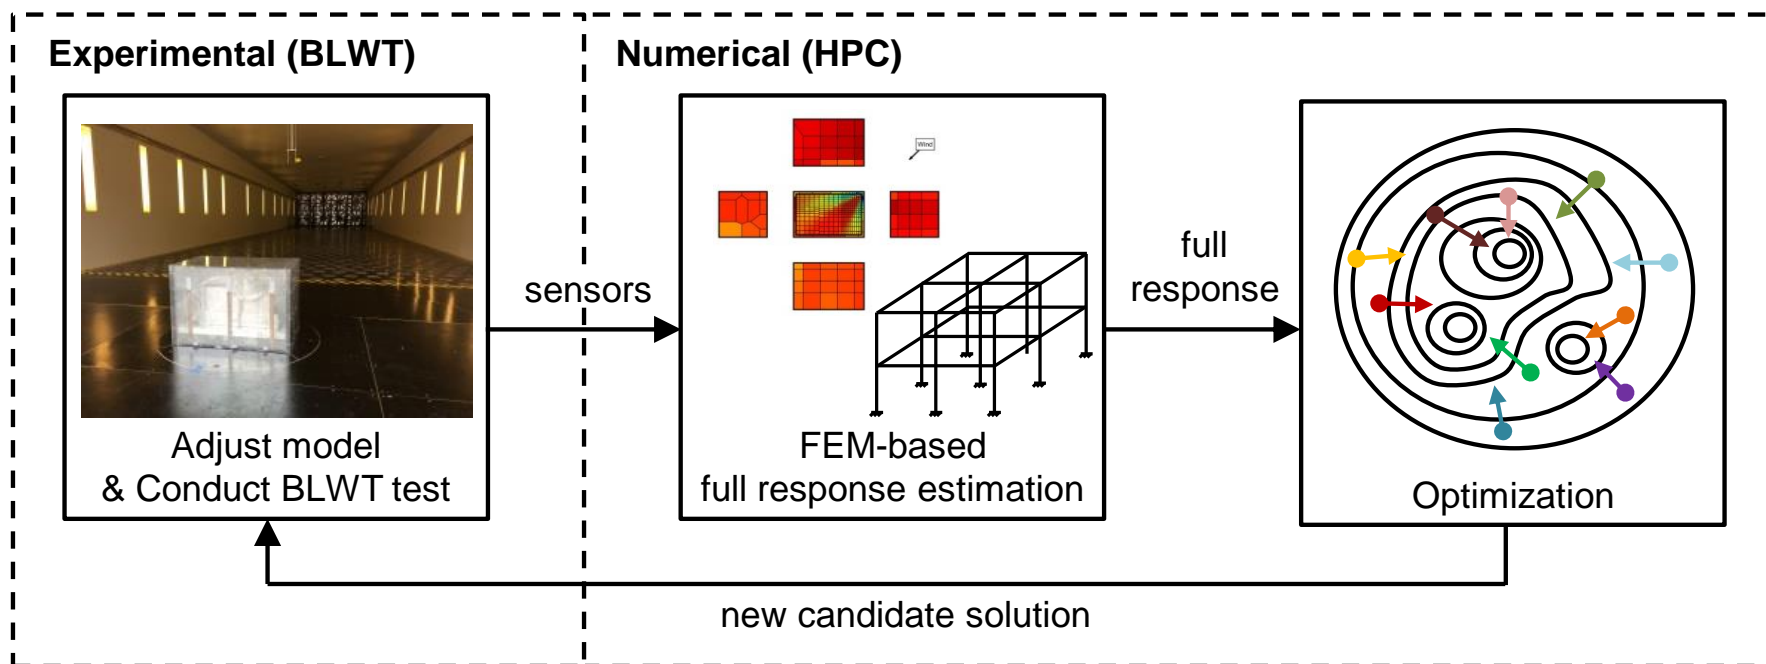 Experimental (BLWT)
Numerical (HPC)
Wind
sensors
full
response
Adjust model
& Conduct BLWT test
FEM-based
full response estimation
Optimization
new candidate solution